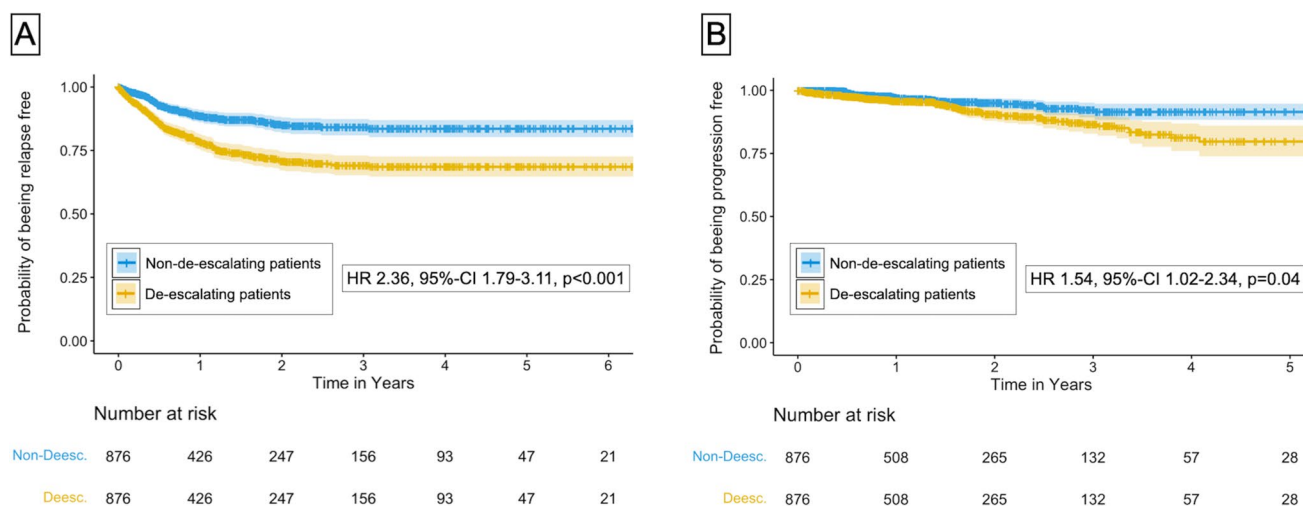 A
Probability of beeing relapse free
1.00
0.75
0.50
0.25
0.00
Non-de-escalating patients
De-escalating patients
HR 2.36, 95%-CI 1.79-3.11, p<0.001
0 1 2 3 4 5 6
Time in Years
Number at risk
Non-Deesc. 876 426 247 156 93 47 21
Deesc. 876 426 247 156 93 47 21
B
Probability of beeing progression free
1.00
0.75
0.50
0.25
0.00
Non-de-escalating patients
De-escalating patients
HR 1.54, 95%-CI 1.02-2.34, p=0.04
0 1 2 3 4 5
Time in Years
Number at risk
Non-Deesc. 876 508 265 132 57 28
Deesc. 876 508 265 132 57 28